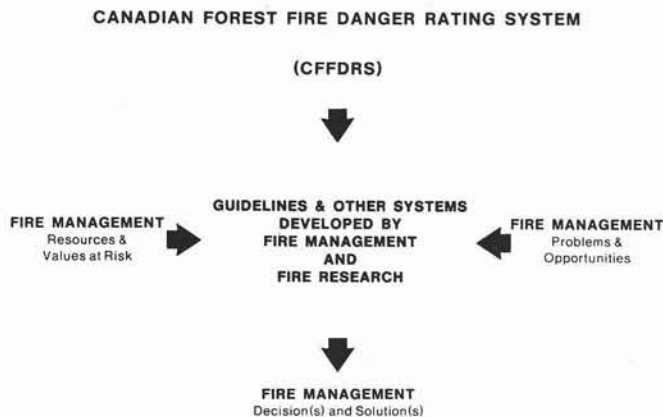 CANADIAN FOREST FIRE DANGER RATING SYSTEM
(CFFDRS)
FIRE MANAGEMENT
Resources &
Values at Risk
GUIDELINES & OTHER SYSTEMS
DEVELOPED BY
FIRE MANAGEMENT
AND
FIRE RESEARCH
FIRE MANAGEMENT
Problems &
Opportunities
FIRE MANAGEMENT
Decision(s) and Solution(s)